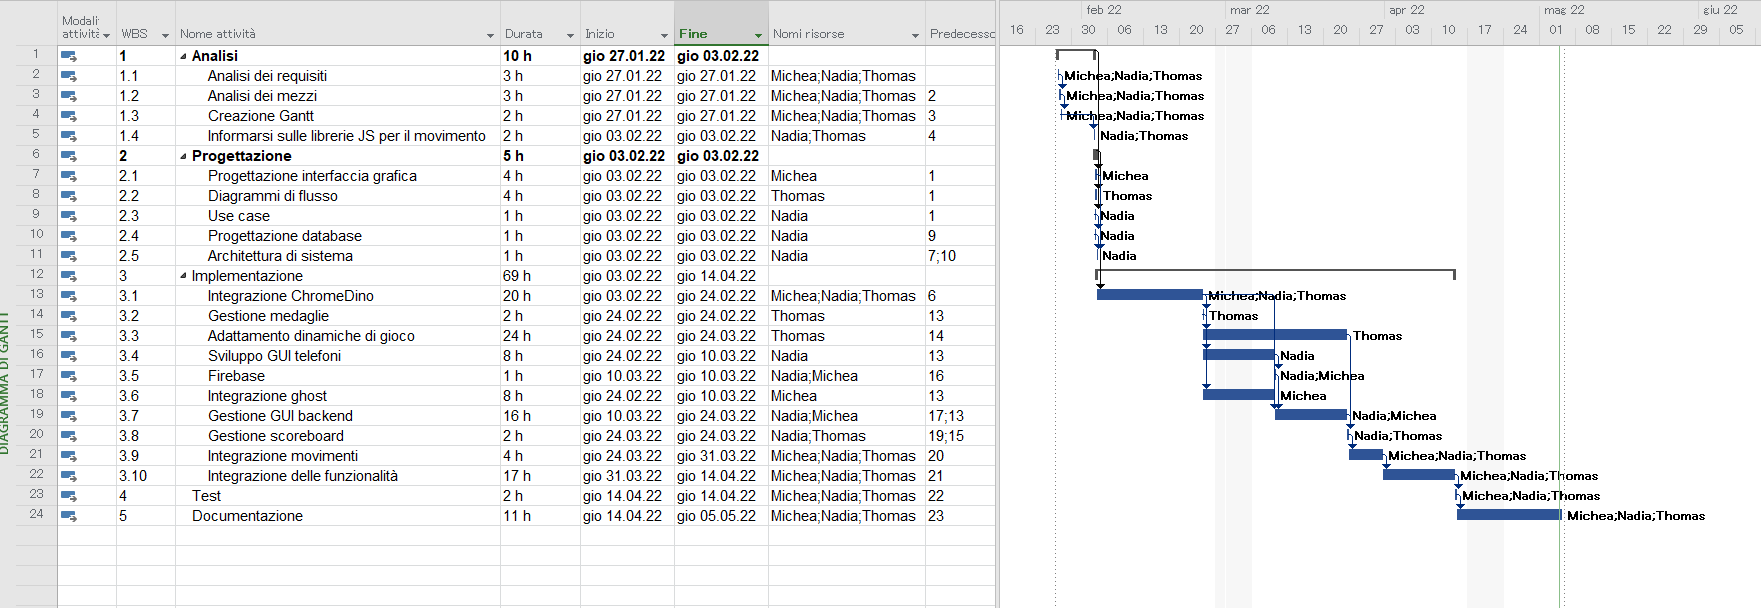 Modali attività WBS Nome attività Durata Inizio Fine Nomi risorse Predecesso
feb 22 mar 22 apr 22 mag 22 giu 22
16 23 30 06 13 20 27 06 13 20 27 03 10 17 24 01 08 15 22 29 05
1 1 Analisi 10 h gio 27.01.22 gio 03.02.22
2 1.1 Analisi dei requisiti 3 h gio 27.01.22 gio 27.01.22 Michea;Nadia;Thomas Michea;Nadia;Thomas
3 1.2 Analisi dei mezzi 3 h gio 27.01.22 gio 27.01.22 Michea;Nadia;Thomas 2 Michea;Nadia;Thomas
4 1.3 Creazione Gantt 2 h gio 27.01.22 gio 27.01.22 Michea;Nadia;Thomas 3 Michea;Nadia;Thomas
5 1.4 Informarsi sulle librerie JS per il movimento 2 h gio 03.02.22 gio 03.02.22 Nadia;Thomas 4 Nadia;Thomas
6 2 Progettazione 5 h gio 03.02.22 gio 03.02.22
7 2.1 Progettazione interfaccia grafica 4 h gio 03.02.22 gio 03.02.22 Michea 1 Michea
8 2.2 Diagrammi di flusso 4 h gio 03.02.22 gio 03.02.22 Thomas 1 Thomas
9 2.3 Use case 1 h gio 03.02.22 gio 03.02.22 Nadia 1 Nadia
10 2.4 Progettazione database 1 h gio 03.02.22 gio 03.02.22 Nadia 9 Nadia
11 2.5 Architettura di sistema 1 h gio 03.02.22 gio 03.02.22 Nadia 7;10 Nadia
12 3 Implementazione 69 h gio 03.02.22 gio 14.04.22
13 3.1 Integrazione ChromeDino 20 h gio 03.02.22 gio 24.02.22 Michea;Nadia;Thomas 6 Michea;Nadia;Thomas
14 3.2 Gestione medaglie 2 h gio 24.02.22 gio 24.02.22 Thomas 13 Thomas
15 3.3 Adattamento dinamiche di gioco 24 h gio 24.02.22 gio 24.03.22 Thomas 14 Thomas
16 3.4 Sviluppo GUI telefoni 8 h gio 24.02.22 gio 10.03.22 Nadia 13 Nadia
17 3.5 Firebase 1 h gio 10.03.22 gio 10.03.22 Nadia;Michea 16 Nadia;Michea
18 3.6 Integrazione ghost 8 h gio 24.02.22 gio 10.03.22 Michea 13 Michea
19 3.7 Gestione GUI backend 16 h gio 10.03.22 gio 24.03.22 Nadia;Michea 17;13 Nadia;Michea
20 3.8 Gestione scoreboard 2 h gio 24.03.22 gio 24.03.22 Nadia;Thomas 19;15 Nadia;Thomas
21 3.9 Integrazione movimenti 4 h gio 24.03.22 gio 31.03.22 Michea;Nadia;Thomas 20 Michea;Nadia;Thomas
22 3.10 Integrazione delle funzionalità 17 h gio 31.03.22 gio 14.04.22 Michea;Nadia;Thomas 21 Michea;Nadia;Thomas
23 4 Test 2 h gio 14.04.22 gio 14.04.22 Michea;Nadia;Thomas 22 Michea;Nadia;Thomas
24 5 Documentazione 11 h gio 14.04.22 gio 05.05.22 Michea;Nadia;Thomas 23 Michea;Nadia;Thomas
DIAGRAMMA DI GANTT